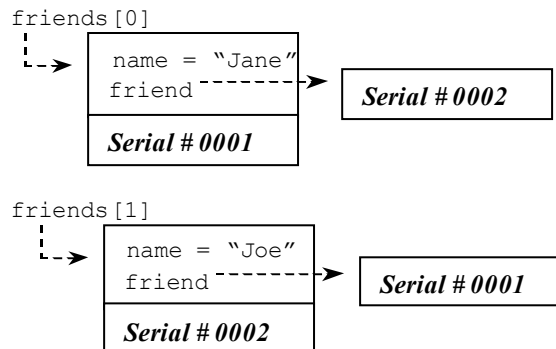 friends[0]
name = “Jane”
friend
Serial # 0002
Serial # 0001
friends[1]
name = “Joe”
friend
Serial # 0001
Serial # 0002